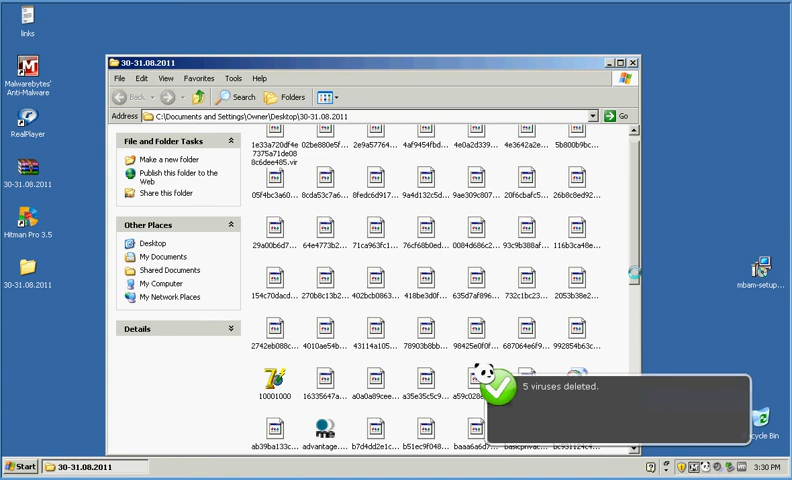 links
Malwarebytes'
Anti-Malware
RealPlayer
30-31.08.2011
Hitman Pro 3.5
30-31.08.2011
30-31.08.2011
File Edit View Favorites Tools Help
Back Search Folders
Address C:\Documents and Settings\Owner\Desktop\30-31.08.2011 Go
File and Folder Tasks
Make a new folder
Publish this folder to the
Web
Share this folder
Other Places
Desktop
My Documents
Shared Documents
My Computer
My Network Places
Details
1e33a720df4e
7375a71de08
8c6dee485.vir
02be880e5f... 2e9a57764... 4af9454fbd... 4e0a2d339... 4e3642a2e... 5b800b9bc...
05f4bc3a60... 8cda53c7a6... 8fedc6d917... 9a4d132c5d... 9ae309c807... 20f6cbafc5... 26b8c8ed92...
29a00b6d7... 64e4773b2... 71ca963fc1... 76cf68b0ed... 0084d686c2... 93c9b388af... 116b3ca48e...
154c70dacd... 270b8c13b2... 402bcb0863... 418be3d0f... 635d7af896... 732c1bc23... 2053b38e2...
2742eb088c... 4010ae54b... 43114a105... 78903b8bb... 98425e0f0f... 687064e6f9... 992854b63c...
10001000 16335647a... a0a0a89cee... a35e35c5c9... a59c028e...
ab39ba133c... advantage... b7d4dd2e1c... b51ec9f048... baaa6a6d7... basicprivac... bc931124c4...
5 viruses deleted.
mbam-setup...
cycle Bin
Start 30-31.08.2011 3:30 PM